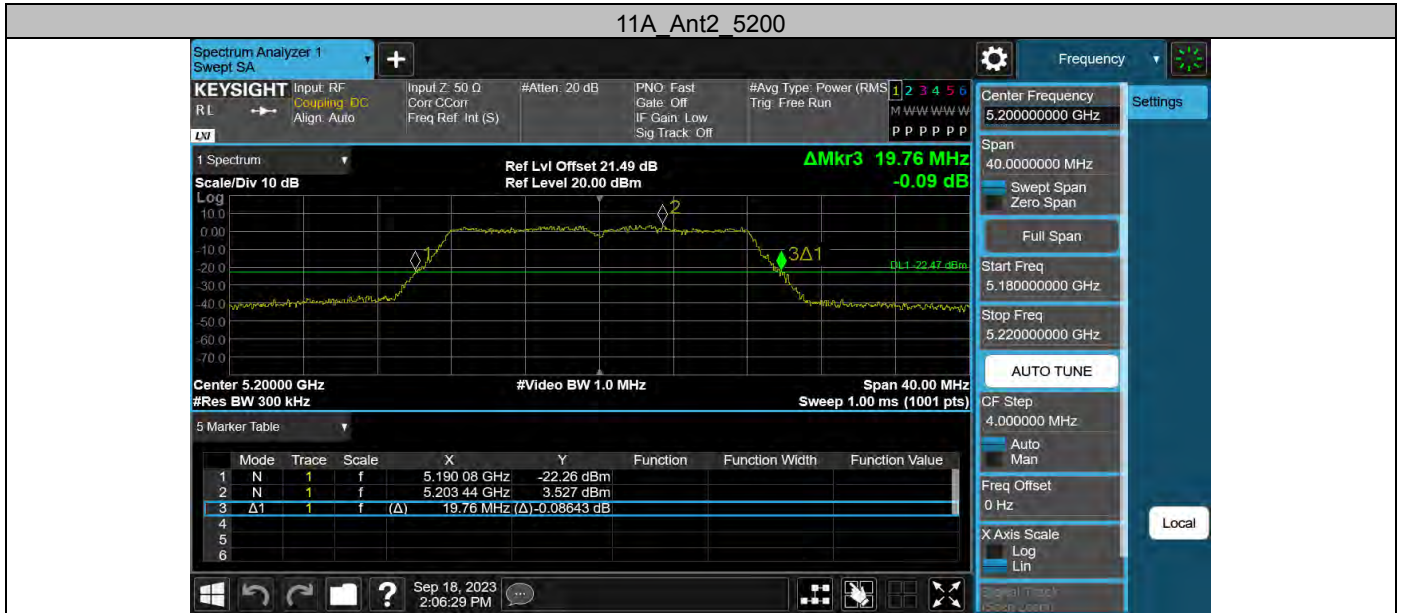 11A_Ant2_5200
Spectrum Analyzer 1
Swept SA
+
Frequency
KEYSIGHT
RL
LXI
Input: RF
Coupling: DC
Align: Auto
Input Z: 50 Ω
Corr CCorr
Freq Ref: Int (S)
#Atten: 20 dB
PNO: Fast
Gate: Off
IF Gain: Low
Sig Track: Off
#Avg Type: Power (RMS
Trig: Free Run
1 2 3 4 5 6
M W W W W W
P P P P P P
1 Spectrum
Scale/Div 10 dB
Ref Lvl Offset 21.49 dB
Ref Level 20.00 dBm
ΔMkr3 19.76 MHz
-0.09 dB
Log
10.0
0.00
-10.0
-20.0
-30.0
-40.0
-50.0
-60.0
-70.0
1
2
3Δ1
DL1 -22.47 dBm
Center 5.20000 GHz
#Res BW 300 kHz
#Video BW 1.0 MHz
Span 40.00 MHz
Sweep 1.00 ms (1001 pts)
5 Marker Table
Mode Trace Scale X Y Function Function Width Function Value
1 N 1 f 5.190 08 GHz -22.26 dBm
2 N 1 f 5.203 44 GHz 3.527 dBm
3 Δ1 1 f (Δ) 19.76 MHz (Δ)-0.08643 dB
4
5
6
?
Sep 18, 2023
2:06:29 PM
Center Frequency
5.200000000 GHz
Settings
Span
40.0000000 MHz
Swept Span
Zero Span
Full Span
Start Freq
5.180000000 GHz
Stop Freq
5.220000000 GHz
AUTO TUNE
CF Step
4.000000 MHz
Auto
Man
Freq Offset
0 Hz
X Axis Scale
Log
Lin
Signal Track
(Span Zoom)
Local